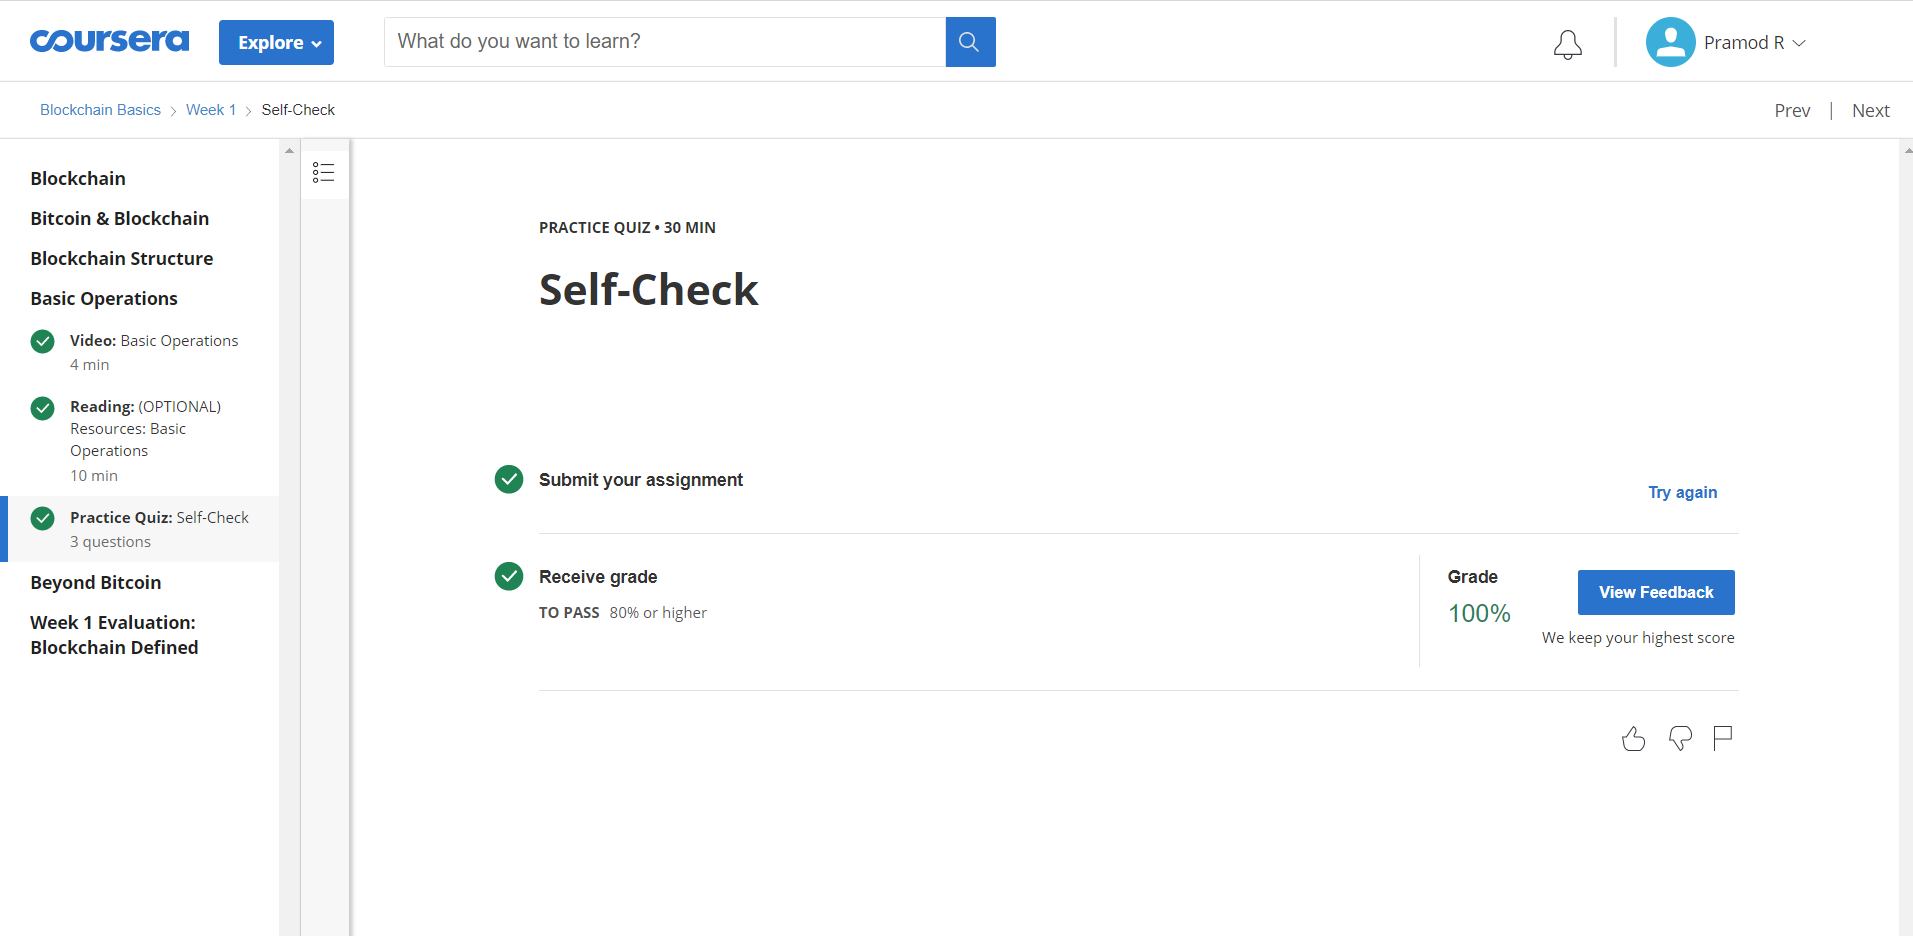 coursera
Explore
What do you want to learn?
Pramod R
Blockchain Basics > Week 1 > Self-Check
Prev | Next
Blockchain
Bitcoin & Blockchain
Blockchain Structure
Basic Operations
Video: Basic Operations
4 min
Reading: (OPTIONAL)
Resources: Basic
Operations
10 min
Practice Quiz: Self-Check
3 questions
Beyond Bitcoin
Week 1 Evaluation:
Blockchain Defined
PRACTICE QUIZ • 30 MIN
Self-Check
Submit your assignment
Try again
Receive grade
TO PASS 80% or higher
Grade
100%
View Feedback
We keep your highest score